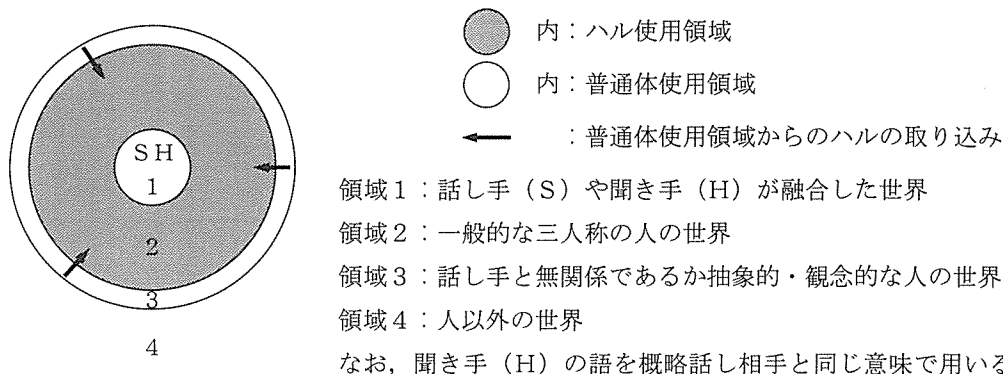 ＳＨ
1
2
3
4
内：ハル使用領域
内：普通体使用領域
：普通体使用領域からのハルの取り込み
領域１：話し手（Ｓ）や聞き手（Ｈ）が融合した世界
領域２：一般的な三人称の人の世界
領域３：話し手と無関係であるか抽象的・観念的な人の世界
領域４：人以外の世界
なお，聞き手（Ｈ）の語を概略話し相手と同じ意味で用いる